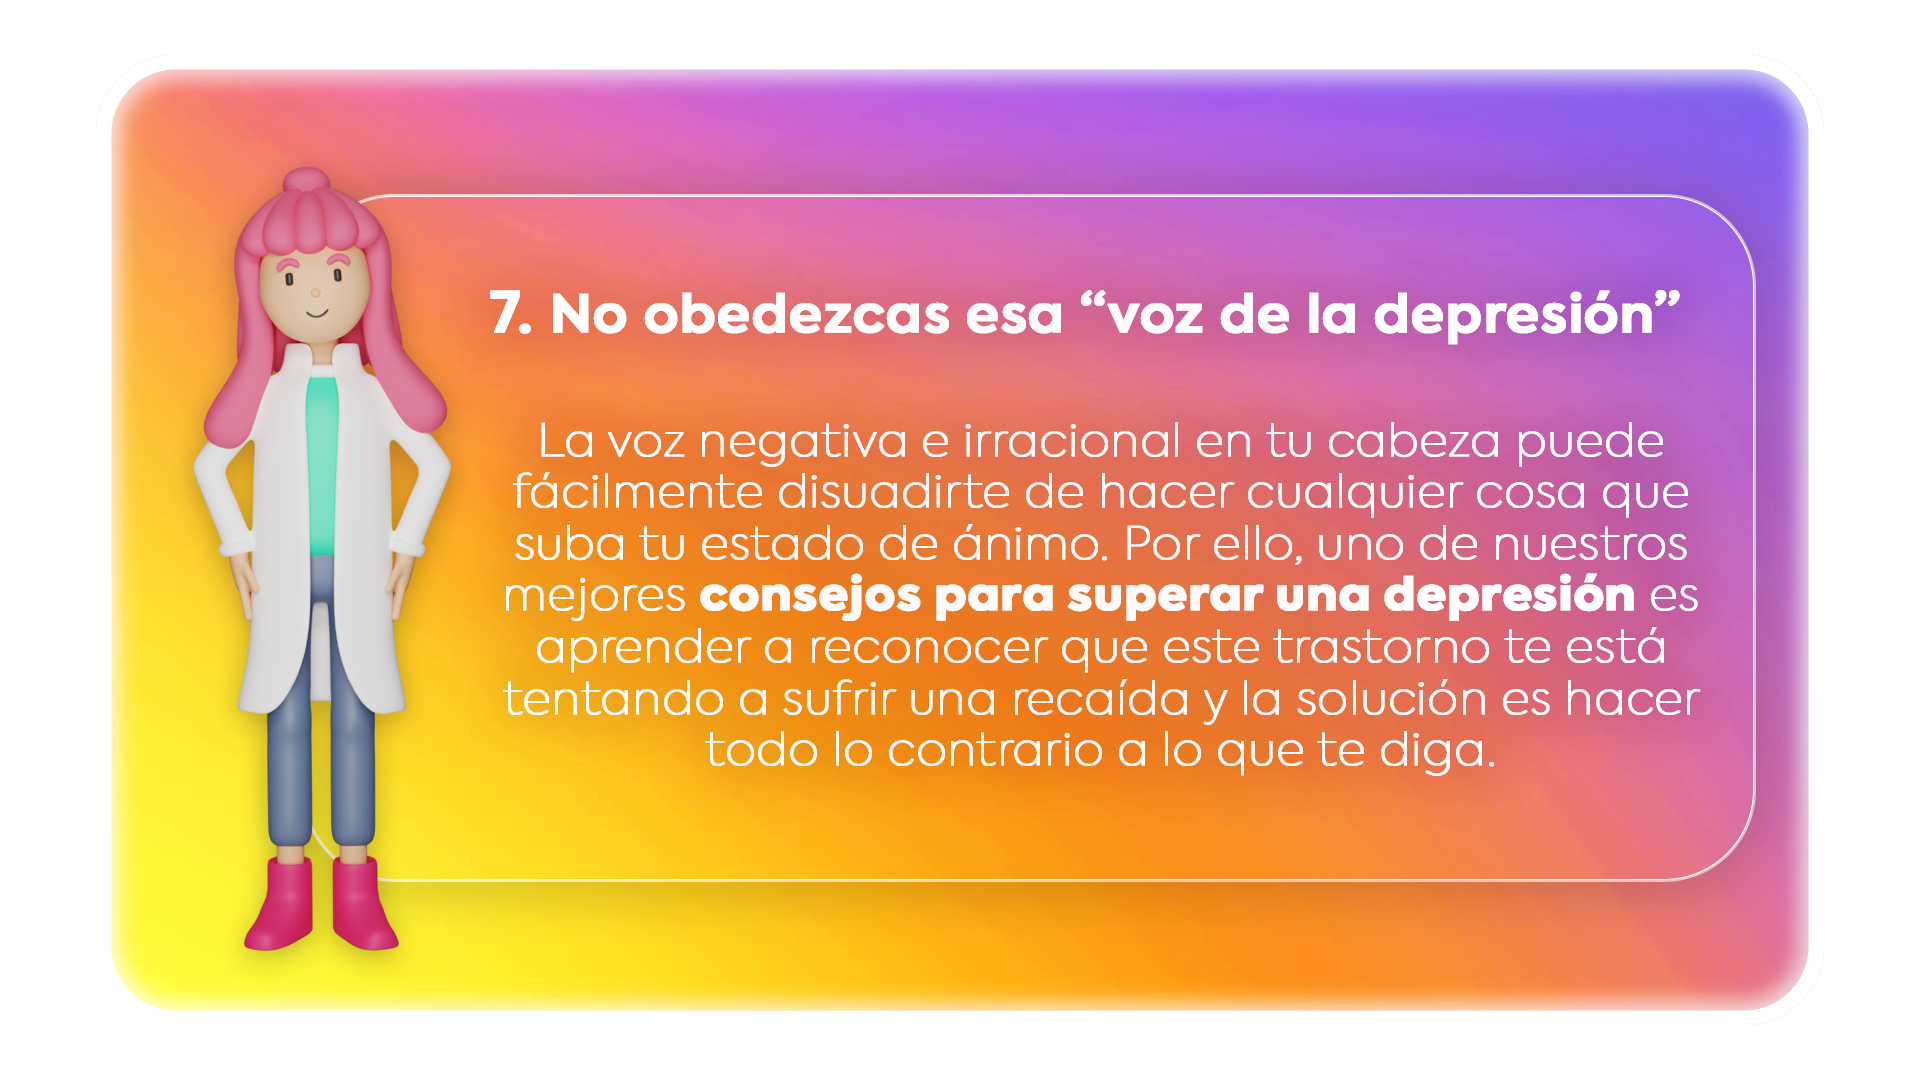 7. No obedezcas esa “voz de la depresión”
La voz negativa e irracional en tu cabeza puede
fácilmente disuadirte de hacer cualquier cosa que
suba tu estado de ánimo. Por ello, uno de nuestros
mejores consejos para superar una depresión es
aprender a reconocer que este trastorno te está
tentando a sufrir una recaída y la solución es hacer
todo lo contrario a lo que te diga.